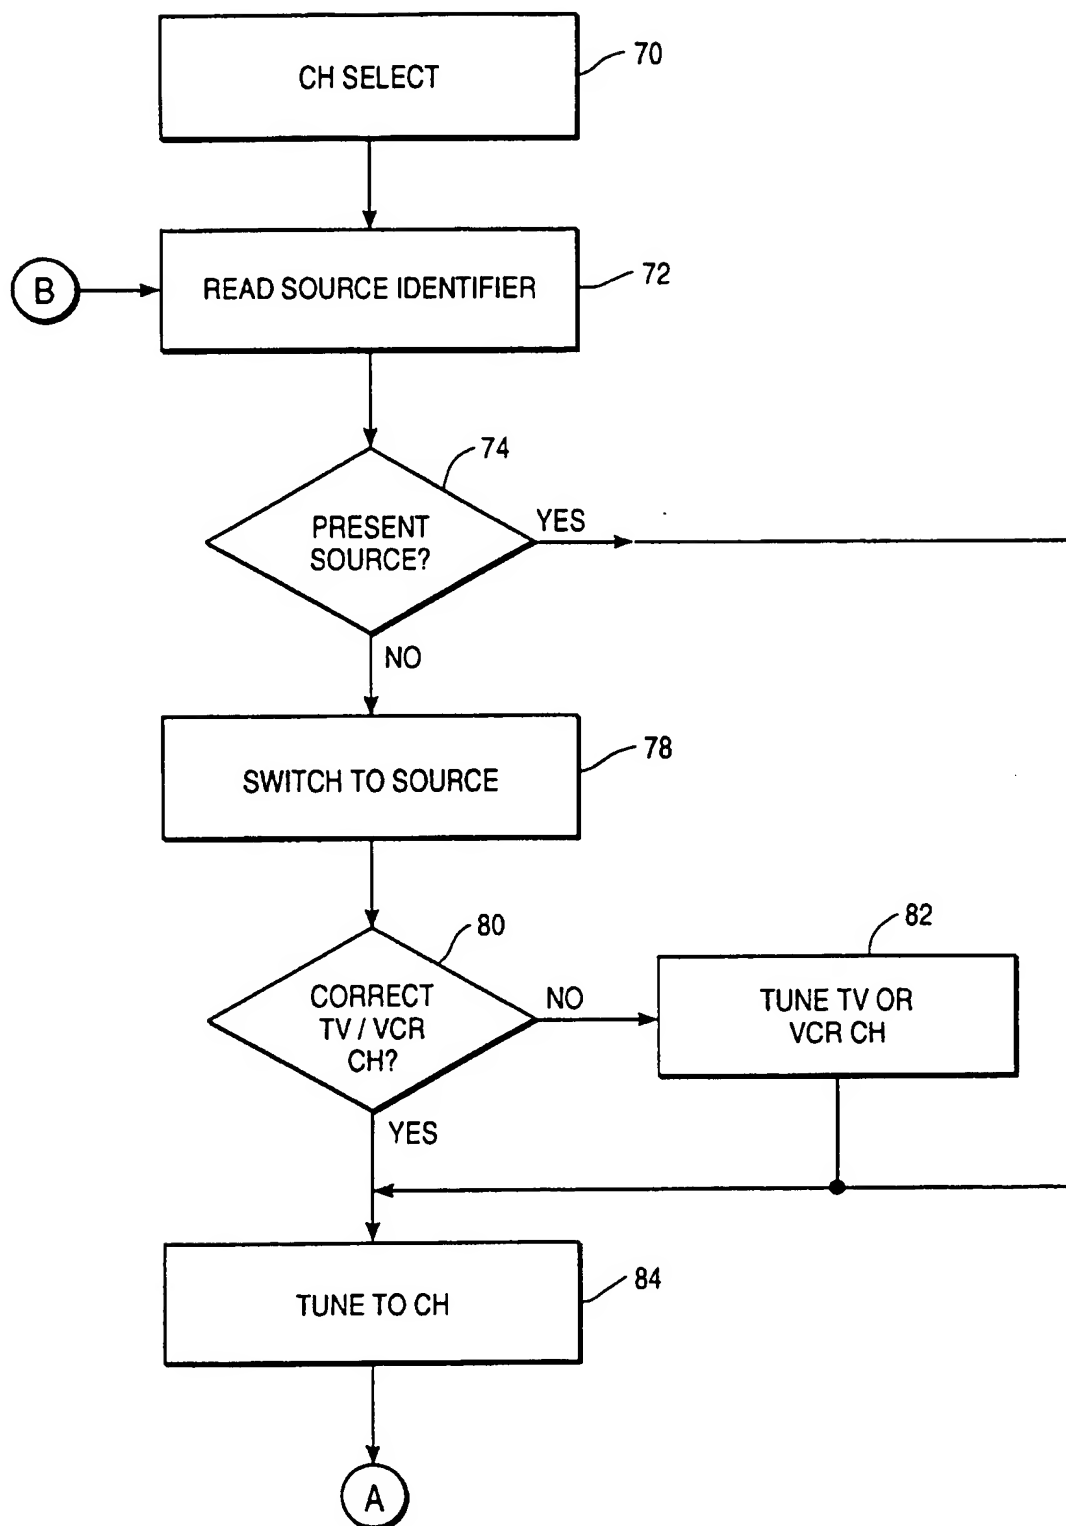 CH SELECT
70
B
READ SOURCE IDENTIFIER
72
74
PRESENT
SOURCE?
YES
NO
SWITCH TO SOURCE
78
80
CORRECT
TV / VCR
CH?
NO
82
TUNE TV OR
VCR CH
YES
TUNE TO CH
84
A